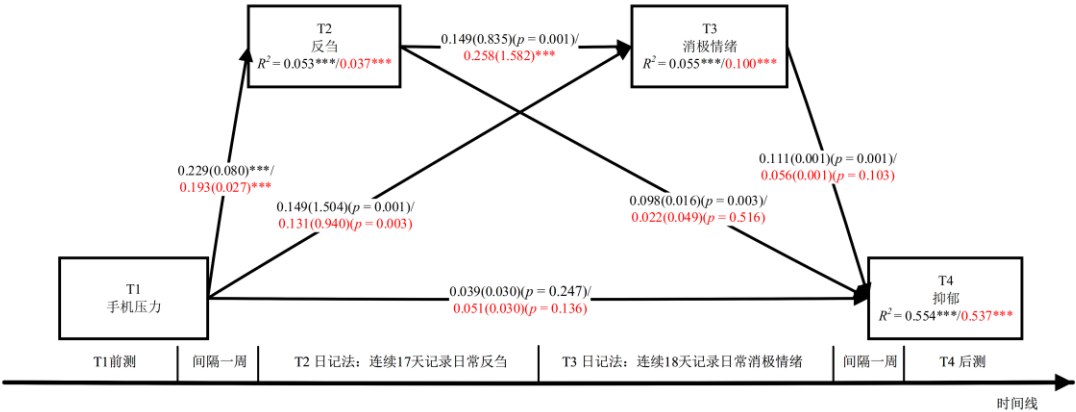 T2
反刍
R² = 0.053***/0.037***
0.149(0.835)(p = 0.001)/
0.258(1.582)***
T3
消极情绪
R² = 0.055***/0.100***
0.229(0.080)***/
0.193(0.027)***
0.149(1.504)(p = 0.001)/
0.131(0.940)(p = 0.003)
0.098(0.016)(p = 0.003)/
0.022(0.049)(p = 0.516)
0.111(0.001)(p = 0.001)/
0.056(0.001)(p = 0.103)
T1
手机压力
0.039(0.030)(p = 0.247)/
0.051(0.030)(p = 0.136)
T4
抑郁
R² = 0.554***/0.537***
T1前测
间隔一周
T2 日记法：连续17天记录日常反刍
T3 日记法：连续18天记录日常消极情绪
间隔一周
T4 后测
时间线